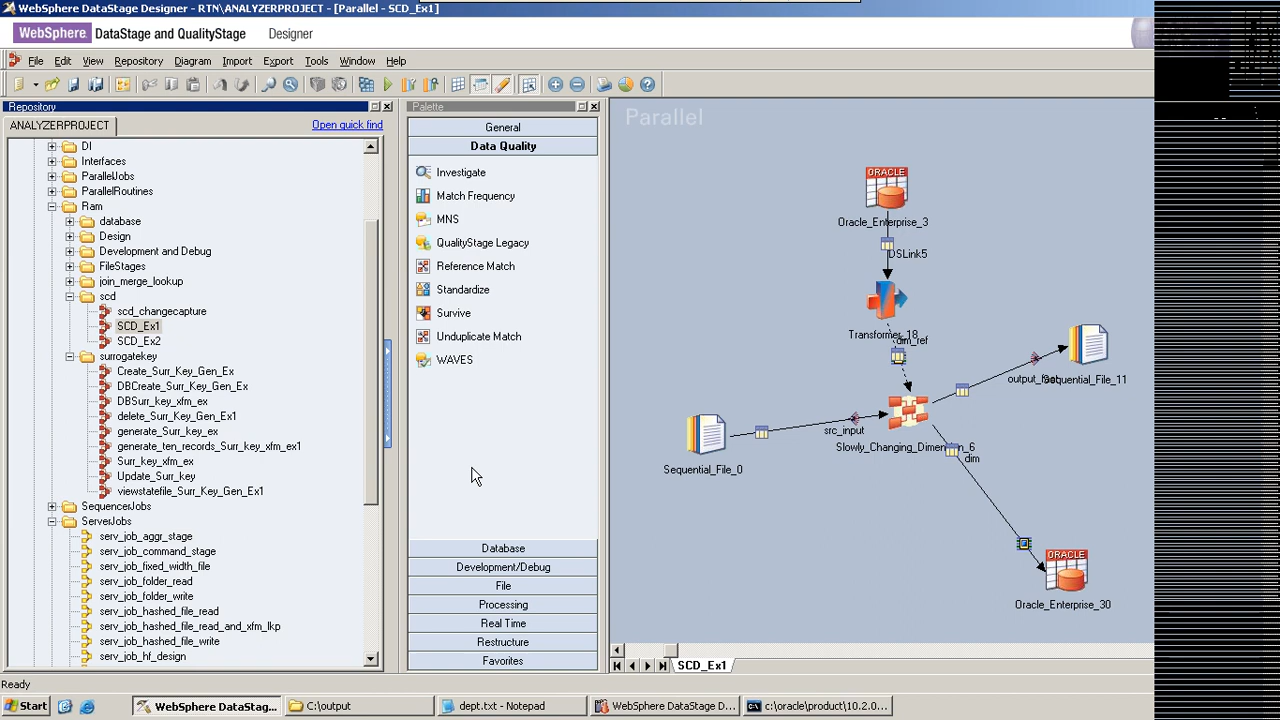 WebSphere DataStage Designer - RTN\ANALYZERPROJECT - [Parallel - SCD_Ex1]
WebSphere. DataStage and QualityStage Designer
File Edit View Repository Diagram Import Export Tools Window Help
Repository
ANALYZERPROJECT
Open quick find
DI
Interfaces
ParallelJobs
ParallelRoutines
Ram
database
Design
Development and Debug
FileStages
join_merge_lookup
scd
scd_changecapture
SCD_Ex1
SCD_Ex2
surrogatekey
Create_Surr_Key_Gen_Ex
DBCreate_Surr_Key_Gen_Ex
DBSurr_key_xfm_ex
delete_Surr_Key_Gen_Ex1
generate_Surr_key_ex
generate_ten_records_Surr_key_xfm_ex1
Surr_key_xfm_ex
Update_Surr_key
viewstatefile_Surr_Key_Gen_Ex1
SequencerJobs
ServerJobs
serv_job_aggr_stage
serv_job_command_stage
serv_job_fixed_width_file
serv_job_folder_read
serv_job_folder_write
serv_job_hashed_file_read
serv_job_hashed_file_read_and_xfm_lkp
serv_job_hashed_file_write
serv_job_hf_design
Palette
General
Data Quality
Investigate
Match Frequency
MNS
QualityStage Legacy
Reference Match
Standardize
Survive
Unduplicate Match
WAVES
Database
Development/Debug
File
Processing
Real Time
Restructure
Favorites
Parallel
ORACLE
Oracle_Enterprise_3
DSLink5
Transformer_18
dim_ref
output_fact
Sequential_File_11
src_input
Slowly_Changing_Dimension_6
dim
Sequential_File_0
ORACLE
Oracle_Enterprise_30
SCD_Ex1
Ready
Start
WebSphere DataStag...
C:\output
dept.txt - Notepad
WebSphere DataStage D...
c:\oracle\product\10.2.0...